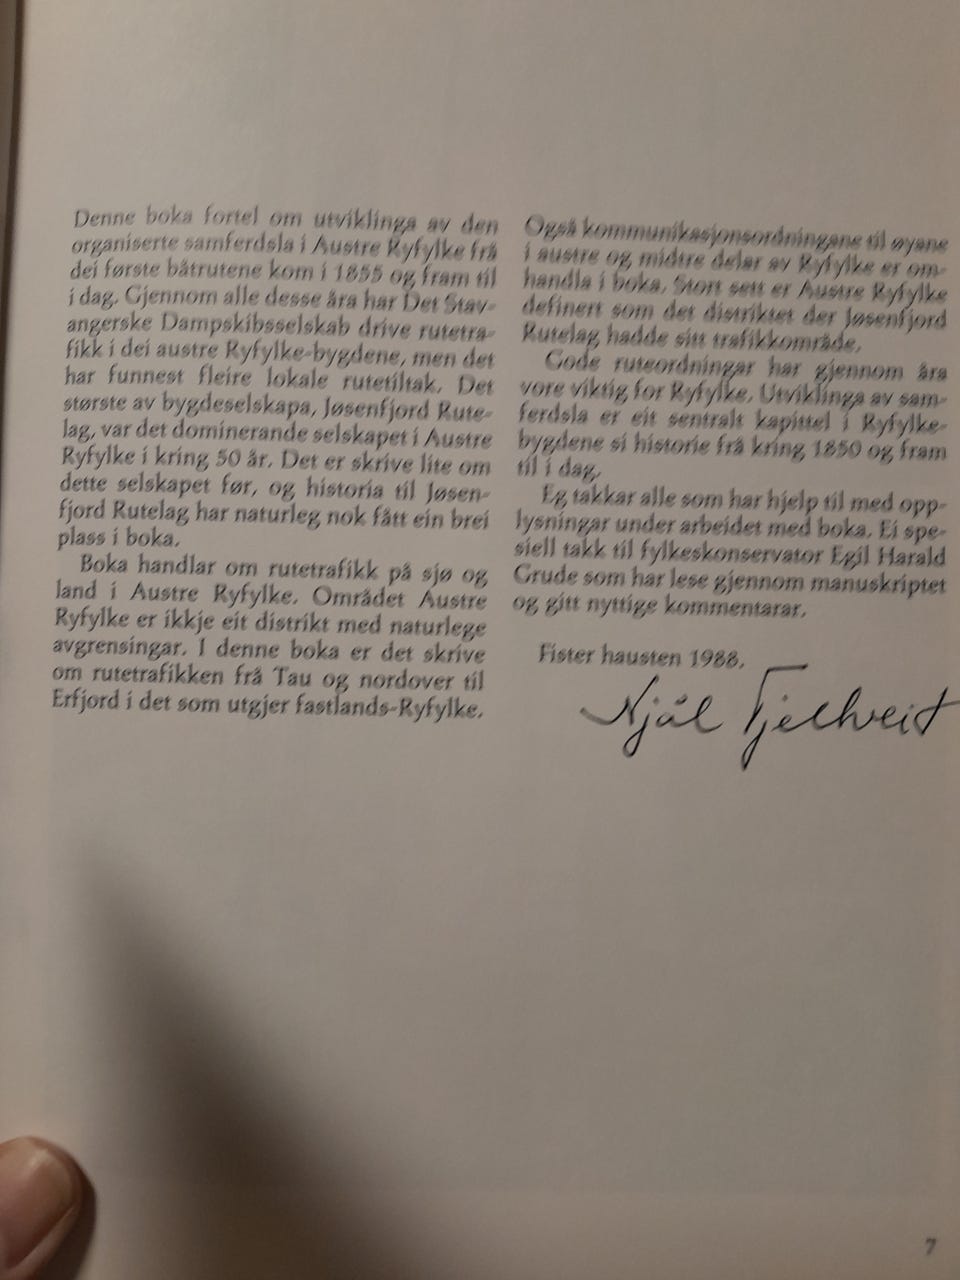 Denne boka fortel om utviklinga av den
organiserte samferdsla i Austre Ryfylke frå
dei første båtrutene kom i 1855 og fram til
i dag. Gjennom alle desse åra har Det Stav-
angerske Dampskibsselskab drive rutetra-
fikk i dei austre Ryfylke-bygdene, men det
har funnest fleire lokale rutetiltak. Det
største av bygdeselskapa, Jøsenfjord Rute-
lag, var det dominerande selskapet i Austre
Ryfylke i kring 50 år. Det er skrive lite om
dette selskapet før, og historia til Jøsen-
fjord Rutelag har naturleg nok fått ein brei
plass i boka.
Boka handlar om rutetrafikk på sjø og
land i Austre Ryfylke. Området Austre
Ryfylke er ikkje eit distrikt med naturlege
avgrensingar. I denne boka er det skrive
om rutetrafikken frå Tau og nordover til
Erfjord i det som utgjer fastlands-Ryfylke.
Også kommunikasjonsordningane til øyane
i austre og midtre delar av Ryfylke er om-
handla i boka. Stort sett er Austre Ryfylke
definert som det distriktet der Jøsenfjord
Rutelag hadde sitt trafikkområde.
Gode ruteordningar har gjennom åra
vore viktig for Ryfylke. Utviklinga av sam-
ferdsla er eit sentralt kapittel i Ryfylke-
bygdene si historie frå kring 1850 og fram
til i dag.
Eg takkar alle som har hjelp til med opp-
lysningar under arbeidet med boka. Ei spe-
siell takk til fylkeskonservator Egil Harald
Grude som har lese gjennom manuskriptet
og gitt nyttige kommentarar.
Fister hausten 1988.
Njål Tjelhveit
7